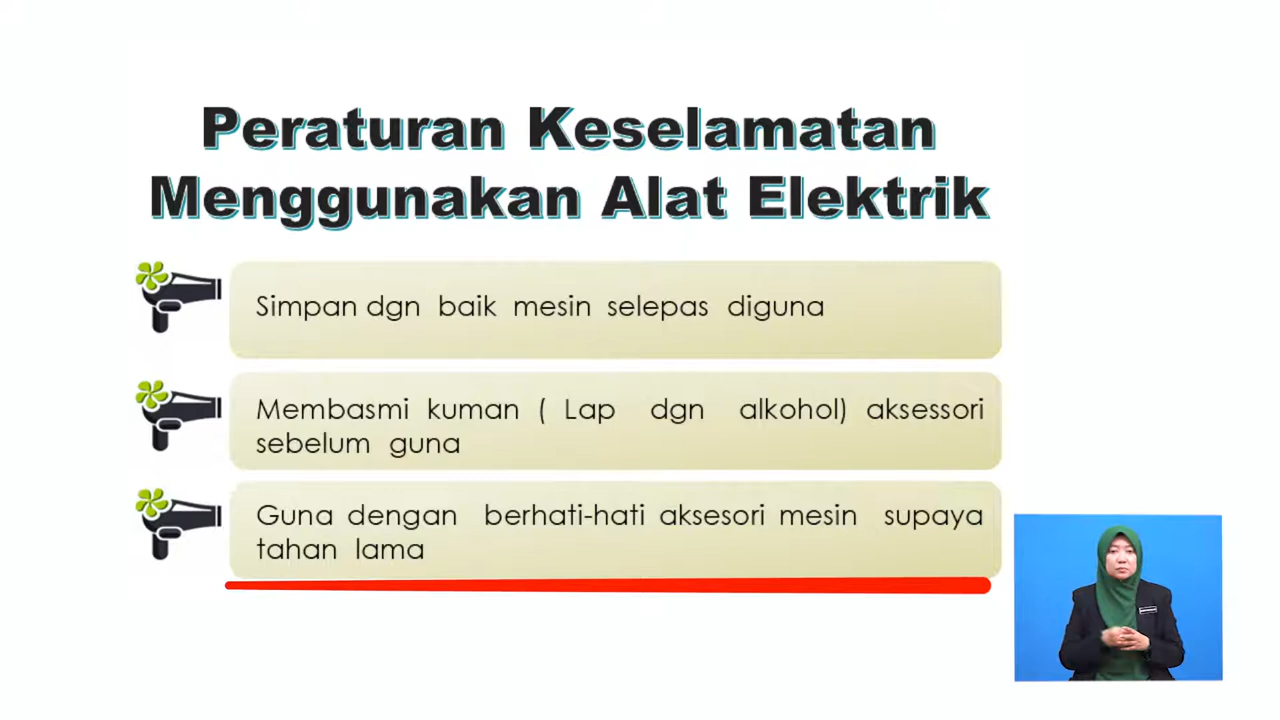 Peraturan Keselamatan
Menggunakan Alat Elektrik
Simpan dgn baik mesin selepas diguna
Membasmi kuman ( Lap dgn alkohol) aksessori
sebelum guna
Guna dengan berhati-hati aksesori mesin supaya
tahan lama